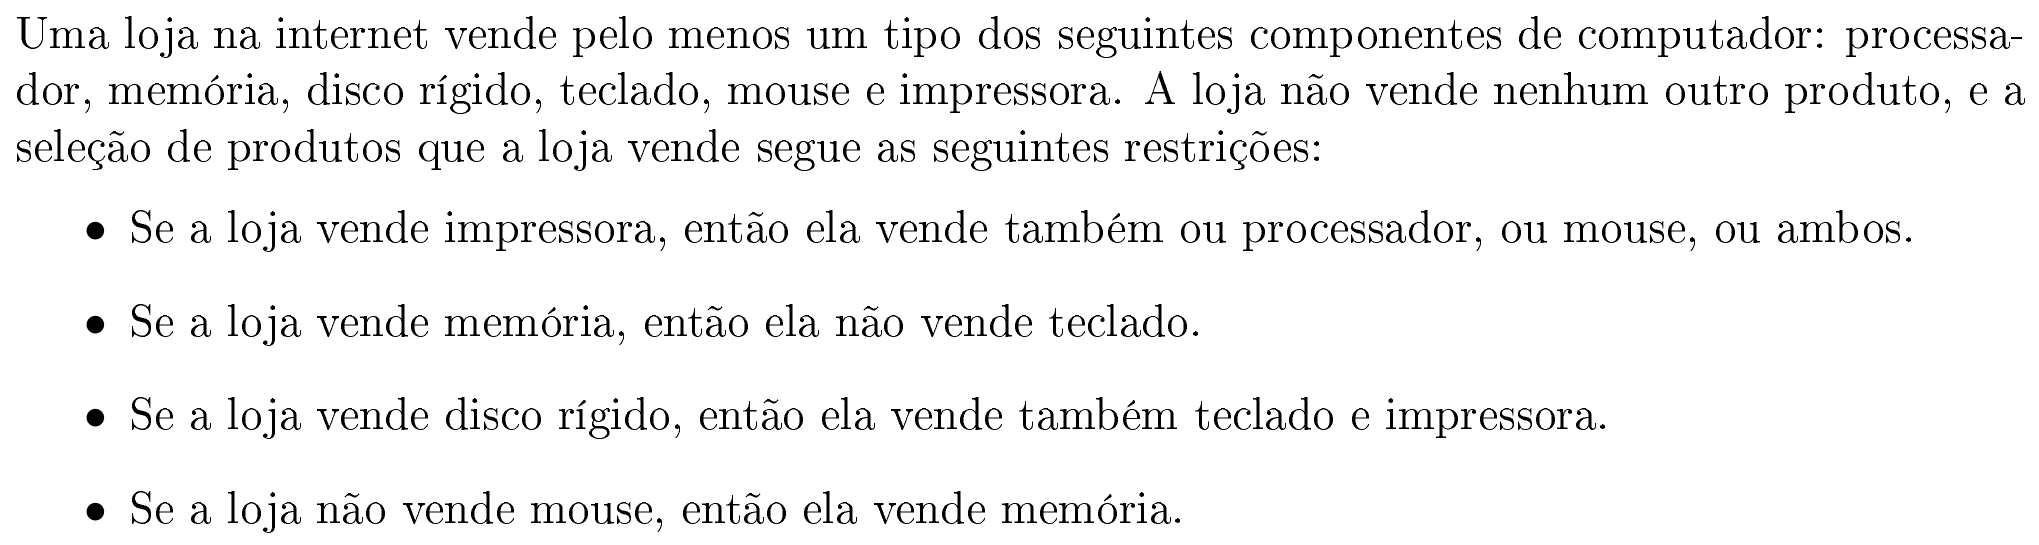 Uma loja na internet vende pelo menos um tipo dos seguintes componentes de computador: processa-
dor, memória, disco rígido, teclado, mouse e impressora. A loja não vende nenhum outro produto, e a
seleção de produtos que a loja vende segue as seguintes restrições:
• Se a loja vende impressora, então ela vende também ou processador, ou mouse, ou ambos.
• Se a loja vende memória, então ela não vende teclado.
• Se a loja vende disco rígido, então ela vende também teclado e impressora.
• Se a loja não vende mouse, então ela vende memória.